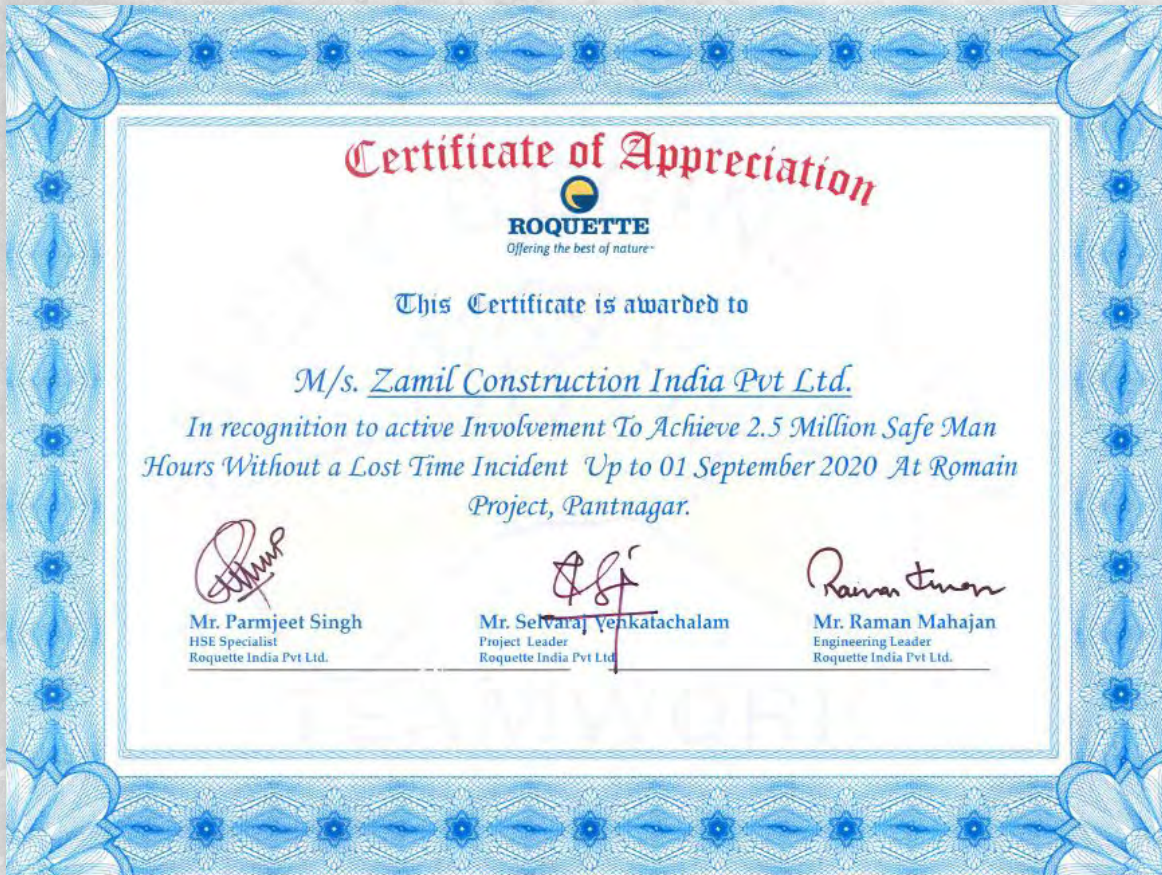 Certificate of Appreciation
ROQUETTE
Offering the best of nature™
This Certificate is awarded to
M/s. Zamil Construction India Pvt Ltd.
In recognition to active Involvement To Achieve 2.5 Million Safe Man
Hours Without a Lost Time Incident Up to 01 September 2020 At Romain
Project, Pantnagar.
Mr. Parmjeet Singh
HSE Specialist
Roquette India Pvt Ltd.
Mr. Selvaraj Venkatachalam
Project Leader
Roquette India Pvt Ltd
Mr. Raman Mahajan
Engineering Leader
Roquette India Pvt Ltd.
TEAMWORK